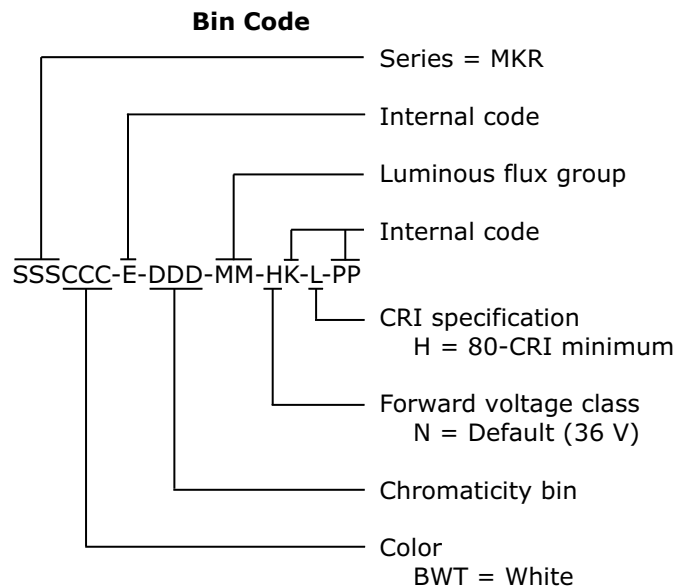 Bin Code
Series = MKR
Internal code
Luminous flux group
Internal code
SSSCCC-E-DDD-MM-HK-L-PP
CRI specification
H = 80-CRI minimum
Forward voltage class
N = Default (36 V)
Chromaticity bin
Color
BWT = White